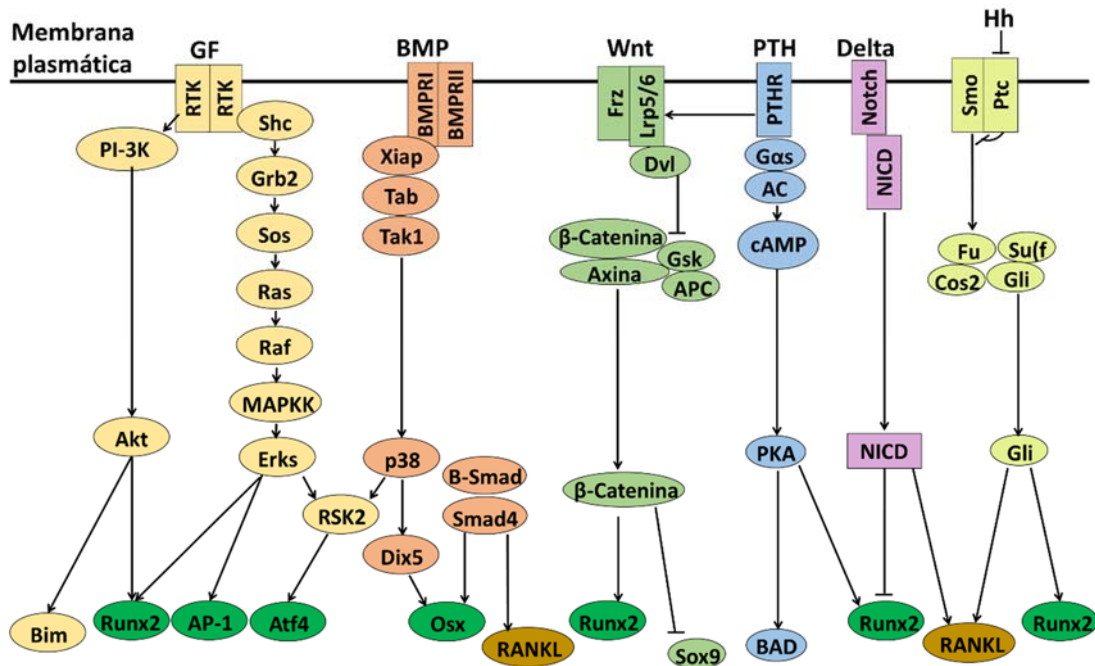 Membrana
plasmática
GF
BMP
Wnt
PTH
Delta
Hh
RTK
RTK
BMPRI
BMPRII
Frz
Lrp5/6
PTHR
Notch
Smo
Ptc
PI-3K
Shc
Grb2
Sos
Ras
Raf
MAPKK
Erks
Akt
RSK2
Xiap
Tab
Tak1
p38
B-Smad
Smad4
Dix5
Dvl
β-Catenina
Gsk
Axina
APC
β-Catenina
Gαs
AC
cAMP
PKA
NICD
NICD
Fu
Su(f
Cos2
Gli
Gli
Bim
Runx2
AP-1
Atf4
Osx
RANKL
Runx2
Sox9
BAD
Runx2
RANKL
Runx2